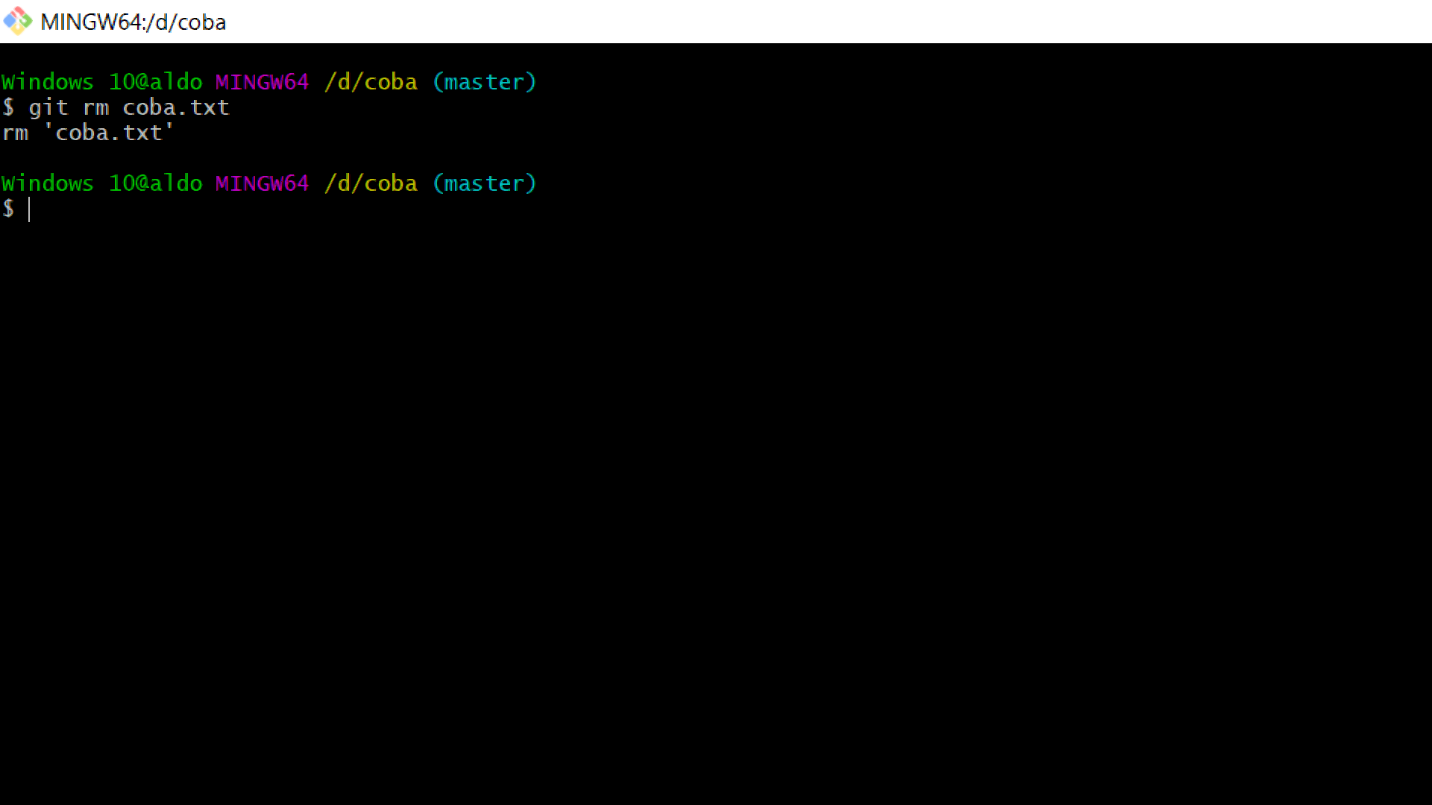 MINGW64:/d/coba
Windows 10@aldo MINGW64 /d/coba (master)
$ git rm coba.txt
rm 'coba.txt'
Windows 10@aldo MINGW64 /d/coba (master)
$